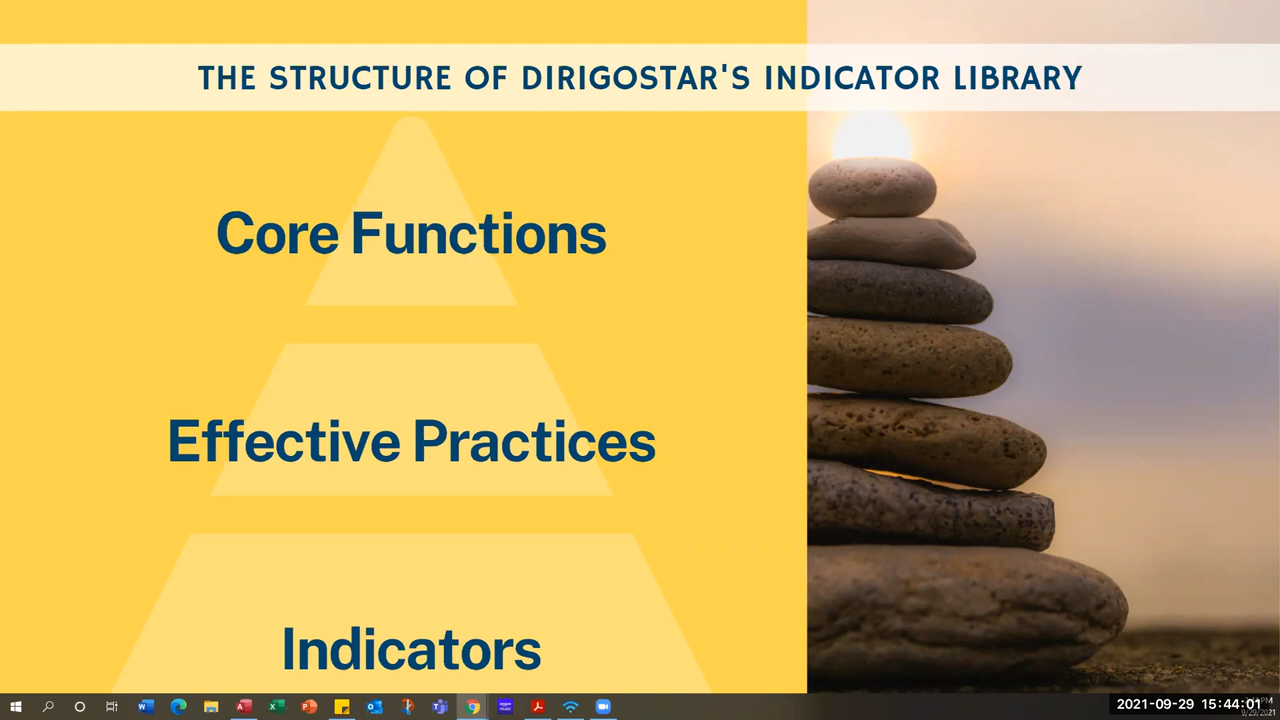 THE STRUCTURE OF DIRIGOSTAR'S INDICATOR LIBRARY
Core Functions
Effective Practices
Indicators
2021-09-29 15:44:01